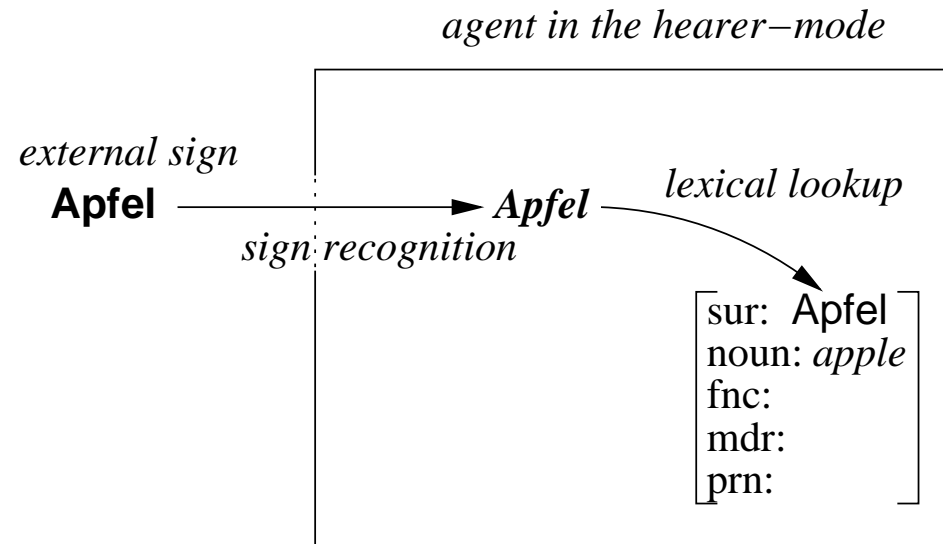 agent in the hearer−mode
external sign
Apfel
Apfel
lexical lookup
sign recognition
sur: Apfel
noun: apple
fnc:
mdr:
prn: